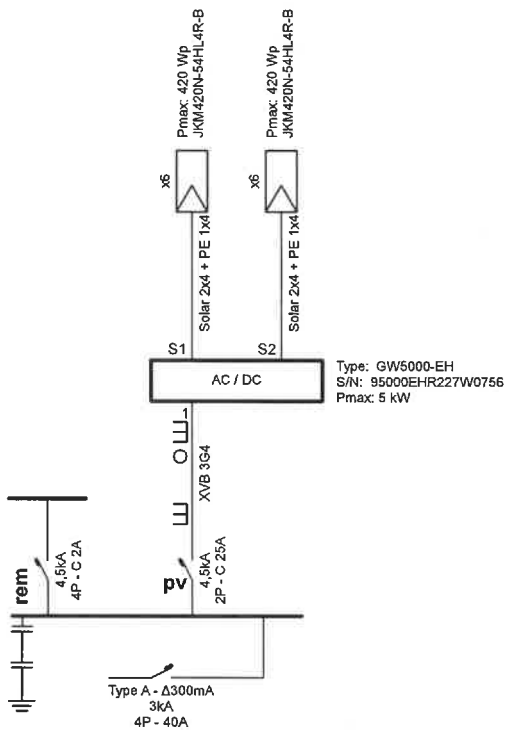 Pmax: 420 Wp
JKM420N-54HL4R-B
Pmax: 420 Wp
JKM420N-54HL4R-B
x6
x6
Solar 2x4 + PE 1x4
Solar 2x4 + PE 1x4
S1
S2
AC / DC
Type: GW5000-EH
S/N: 95000EHR227W0756
Pmax: 5 kW
1
XVB 3G4
rem
4,5kA
4P - C 2A
pv
4,5kA
2P - C 25A
Type A - Δ300mA
3kA
4P - 40A